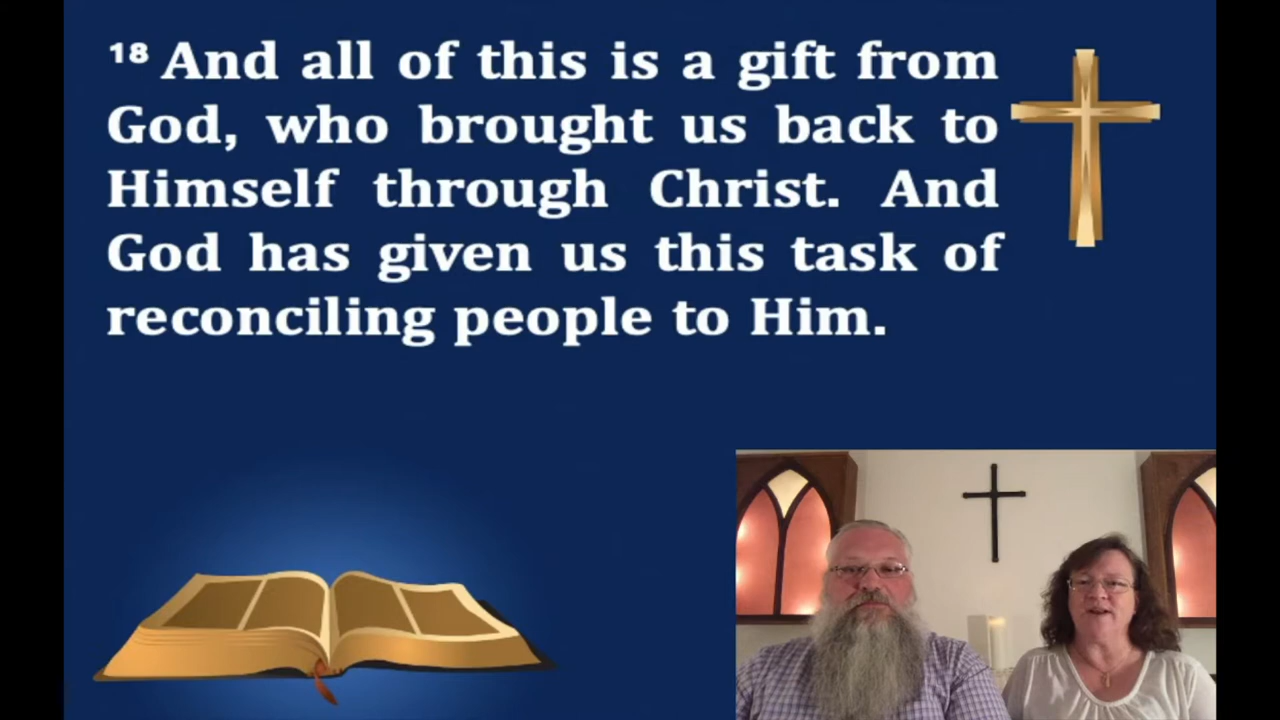 ¹⁸ And all of this is a gift from
God, who brought us back to
Himself through Christ. And
God has given us this task of
reconciling people to Him.